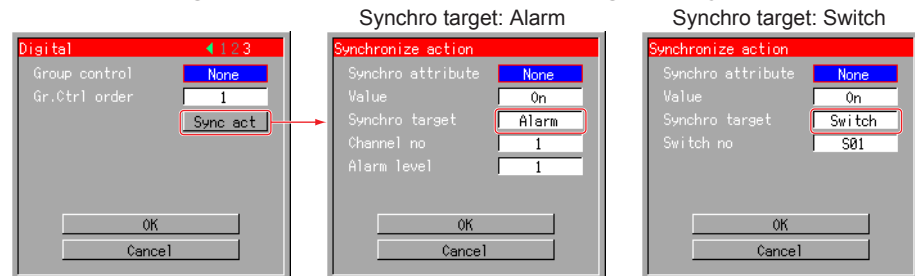 Synchro target: Alarm
Synchro target: Switch
Digital 1 2 3
Group control None
Gr.Ctrl order 1
Sync act
OK
Cancel
Synchronize action
Synchro attribute None
Value On
Synchro target Alarm
Channel no 1
Alarm level 1
OK
Cancel
Synchronize action
Synchro attribute None
Value On
Synchro target Switch
Switch no S01
OK
Cancel